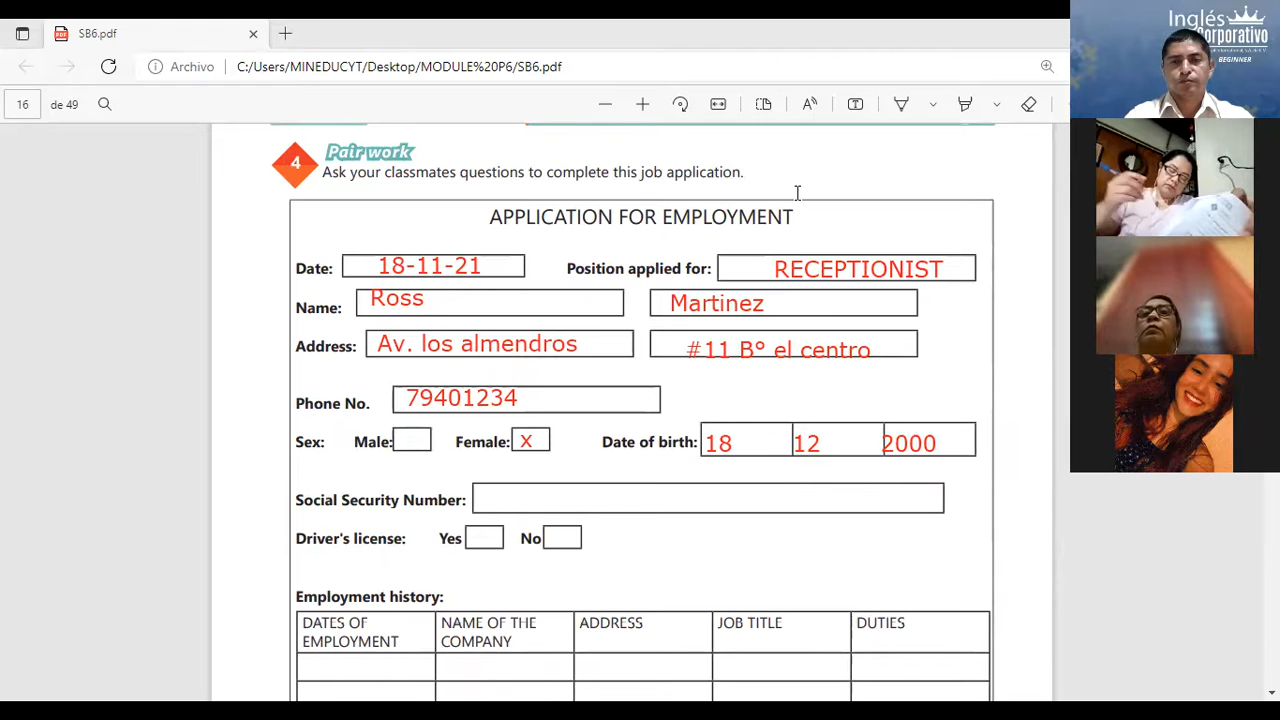 SB6.pdf
Archivo C:/Users/MINEDUCYT/Desktop/MODULE%20P6/SB6.pdf
16 de 49
Inglés
Corporativo
BEGINNER
4 Pair work
Ask your classmates questions to complete this job application.
APPLICATION FOR EMPLOYMENT
Date: 18-11-21 Position applied for: RECEPTIONIST
Name: Ross Martinez
Address: Av. los almendros #11 B° el centro
Phone No. 79401234
Sex: Male: Female: x Date of birth: 18 12 2000
Social Security Number:
Driver's license: Yes No
Employment history:
DATES OF EMPLOYMENT NAME OF THE COMPANY ADDRESS JOB TITLE DUTIES